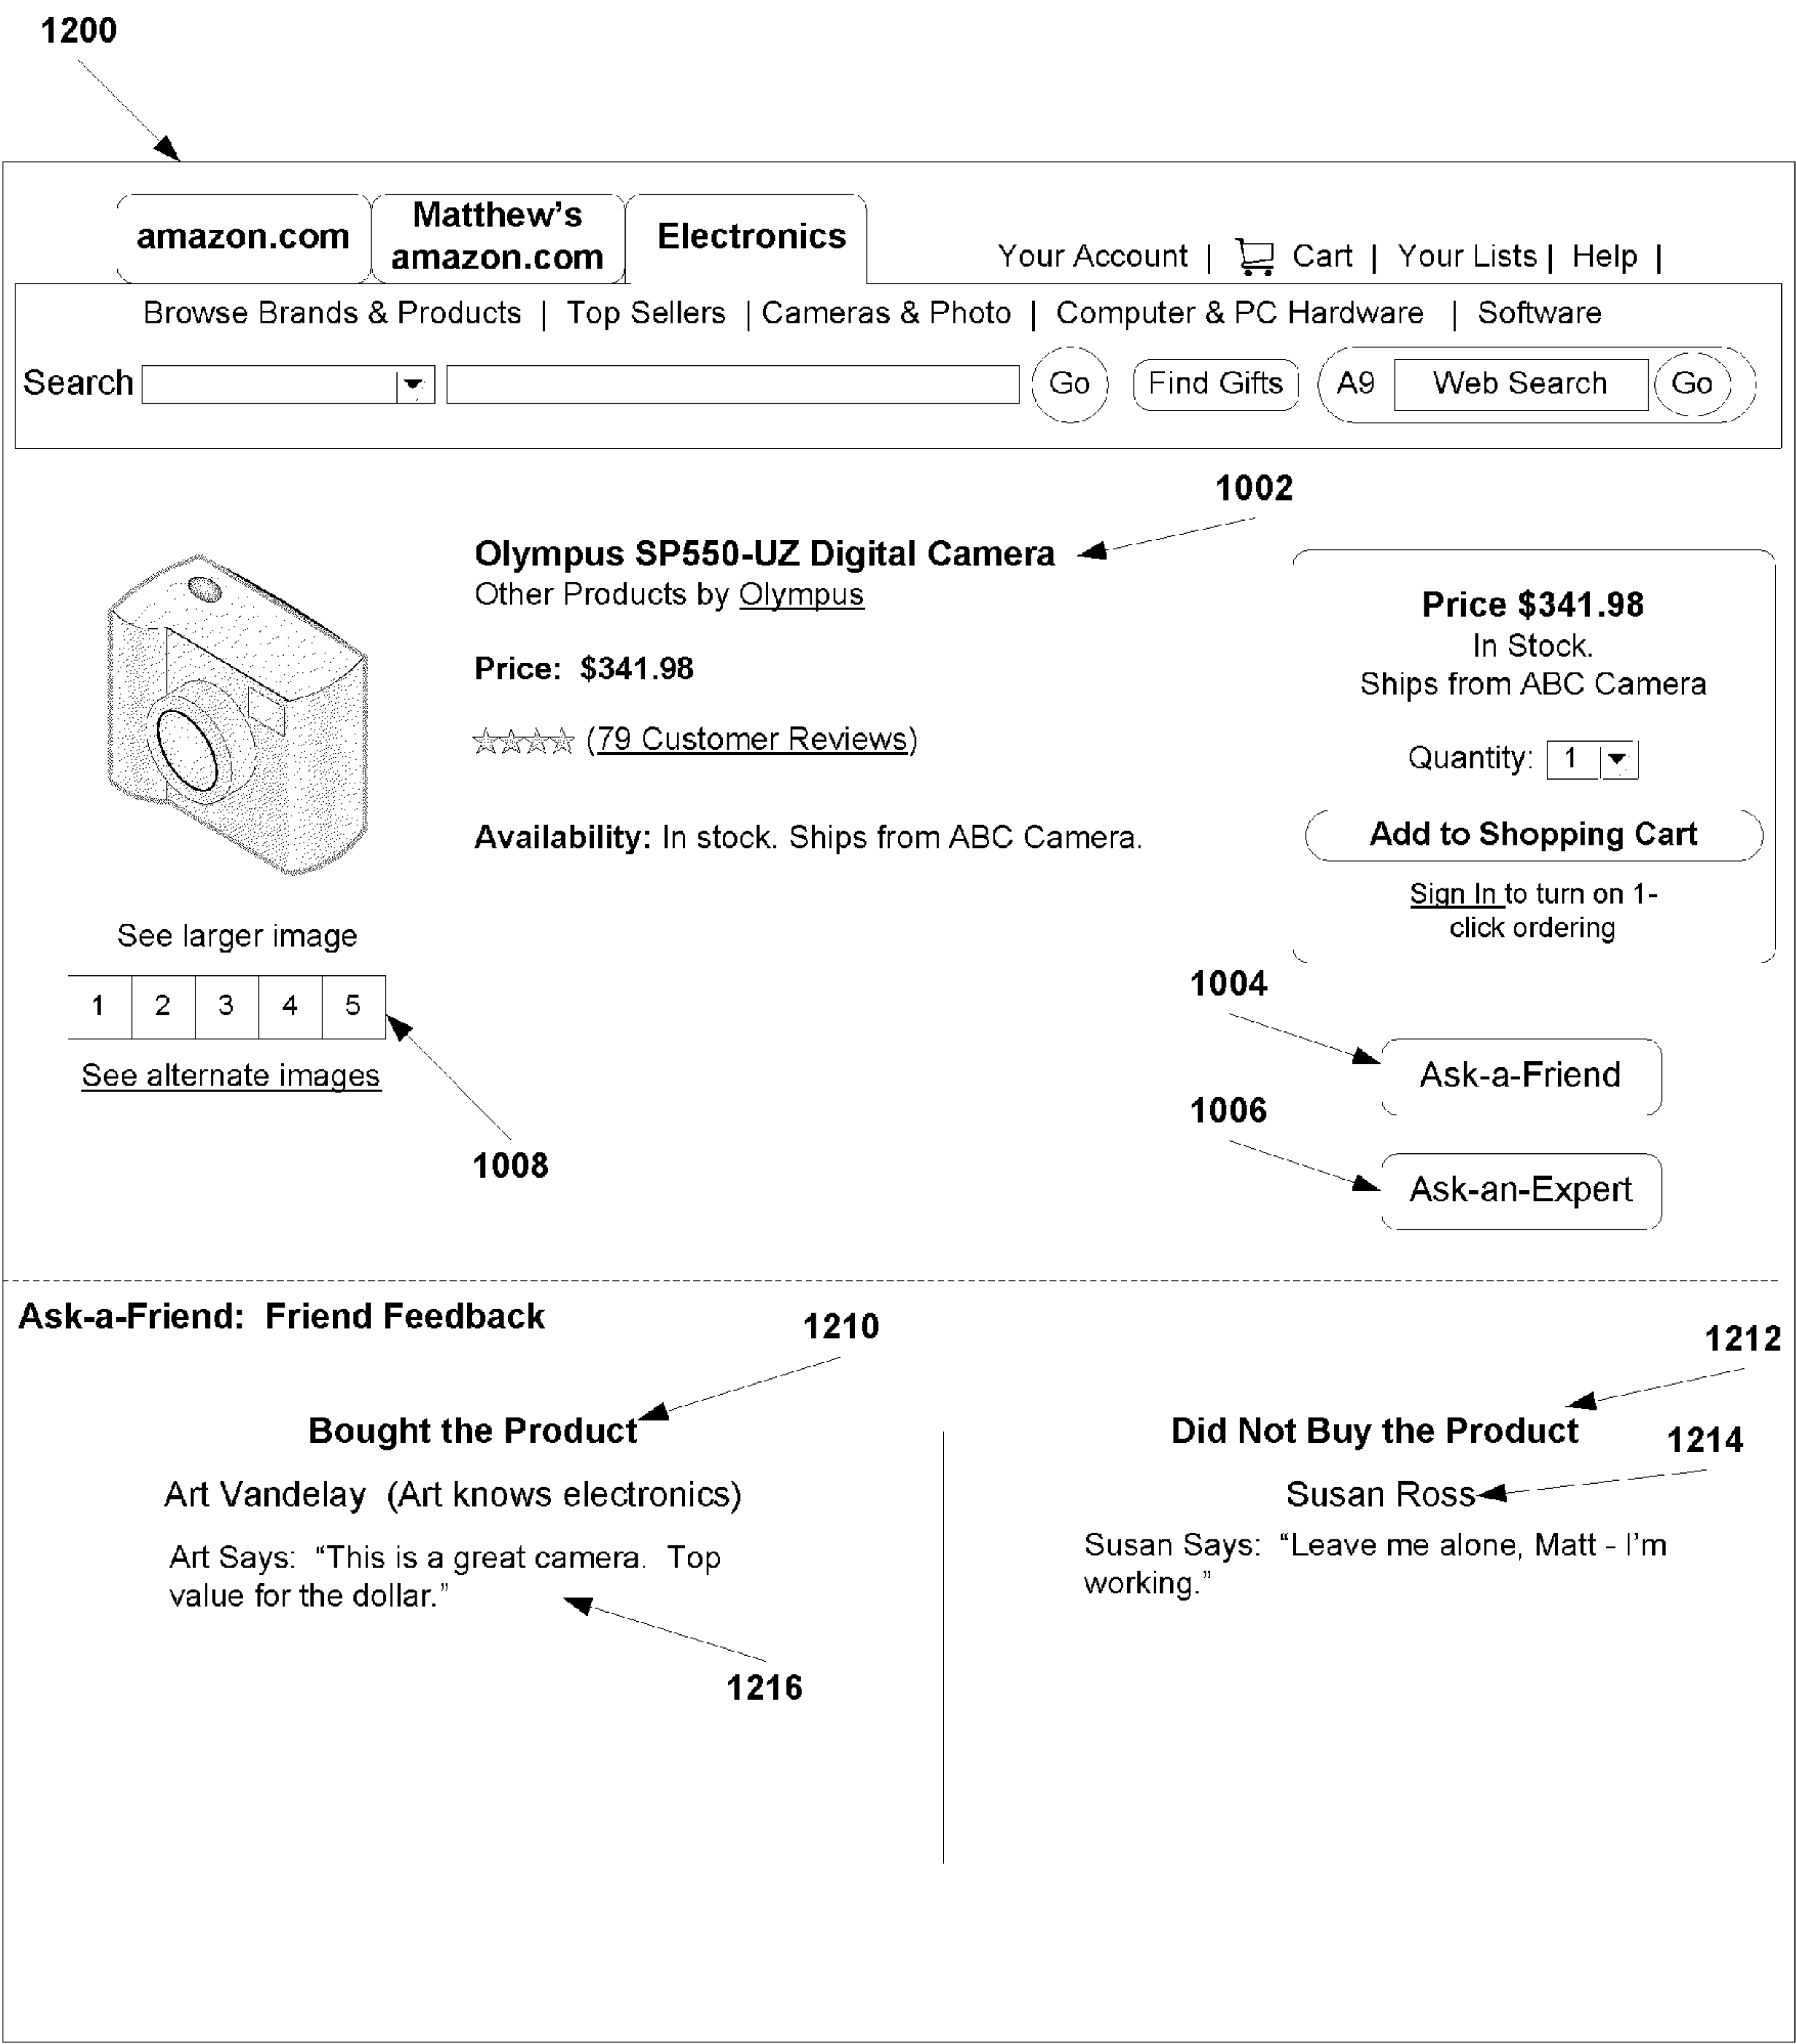 1200
amazon.com
Matthew's
amazon.com
Electronics
Your Account | Cart | Your Lists | Help |
Browse Brands & Products | Top Sellers | Cameras & Photo | Computer & PC Hardware | Software
Search Go Find Gifts A9 Web Search Go
1002
Olympus SP550-UZ Digital Camera
Other Products by Olympus
Price: $341.98
(79 Customer Reviews)
Availability: In stock. Ships from ABC Camera.
Price $341.98
In Stock.
Ships from ABC Camera
Quantity: 1
Add to Shopping Cart
Sign In to turn on 1-
click ordering
See larger image
1 2 3 4 5
See alternate images
1008
1004
Ask-a-Friend
1006
Ask-an-Expert
Ask-a-Friend: Friend Feedback
1210
Bought the Product
Art Vandelay (Art knows electronics)
Art Says: “This is a great camera. Top
value for the dollar.”
1216
1212
Did Not Buy the Product
1214
Susan Ross
Susan Says: “Leave me alone, Matt - I'm
working.”